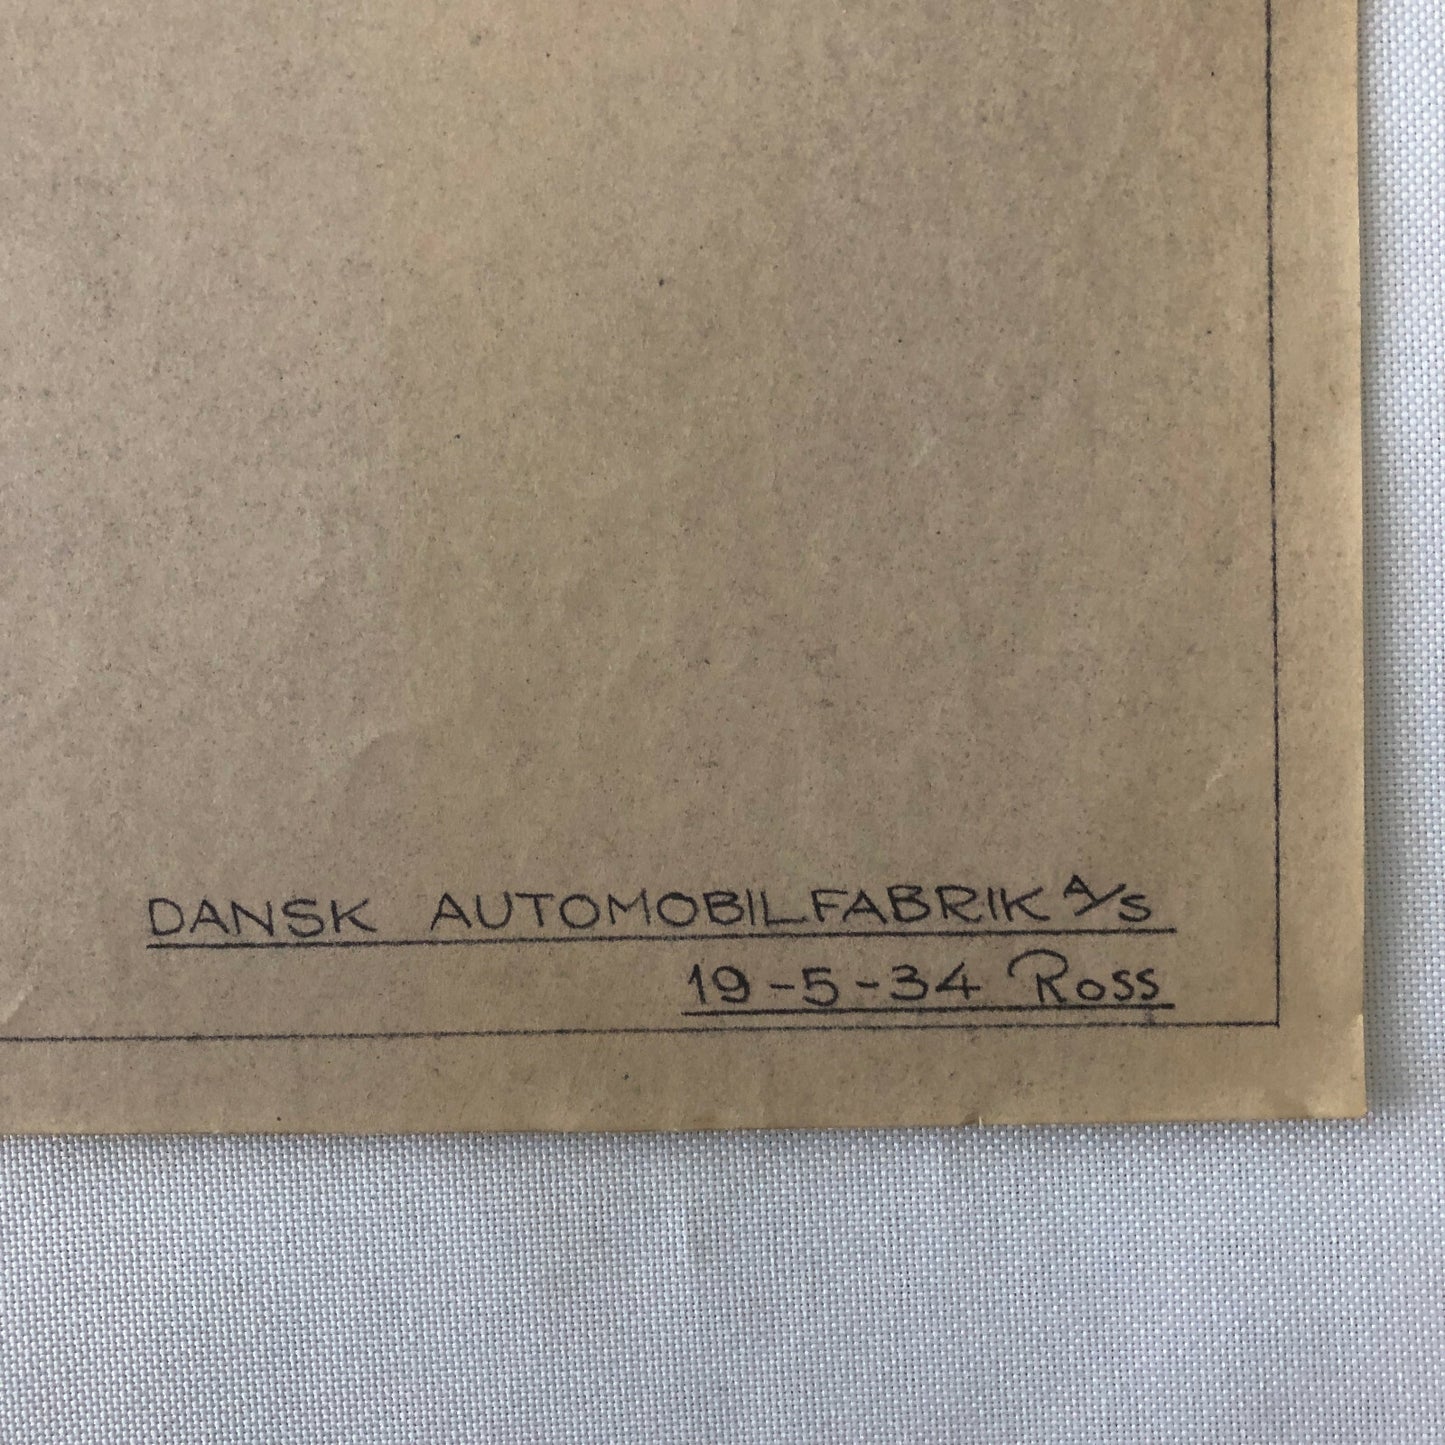 DANSK AUTOMOBILFABRIK A/S
19-5-34 Ross